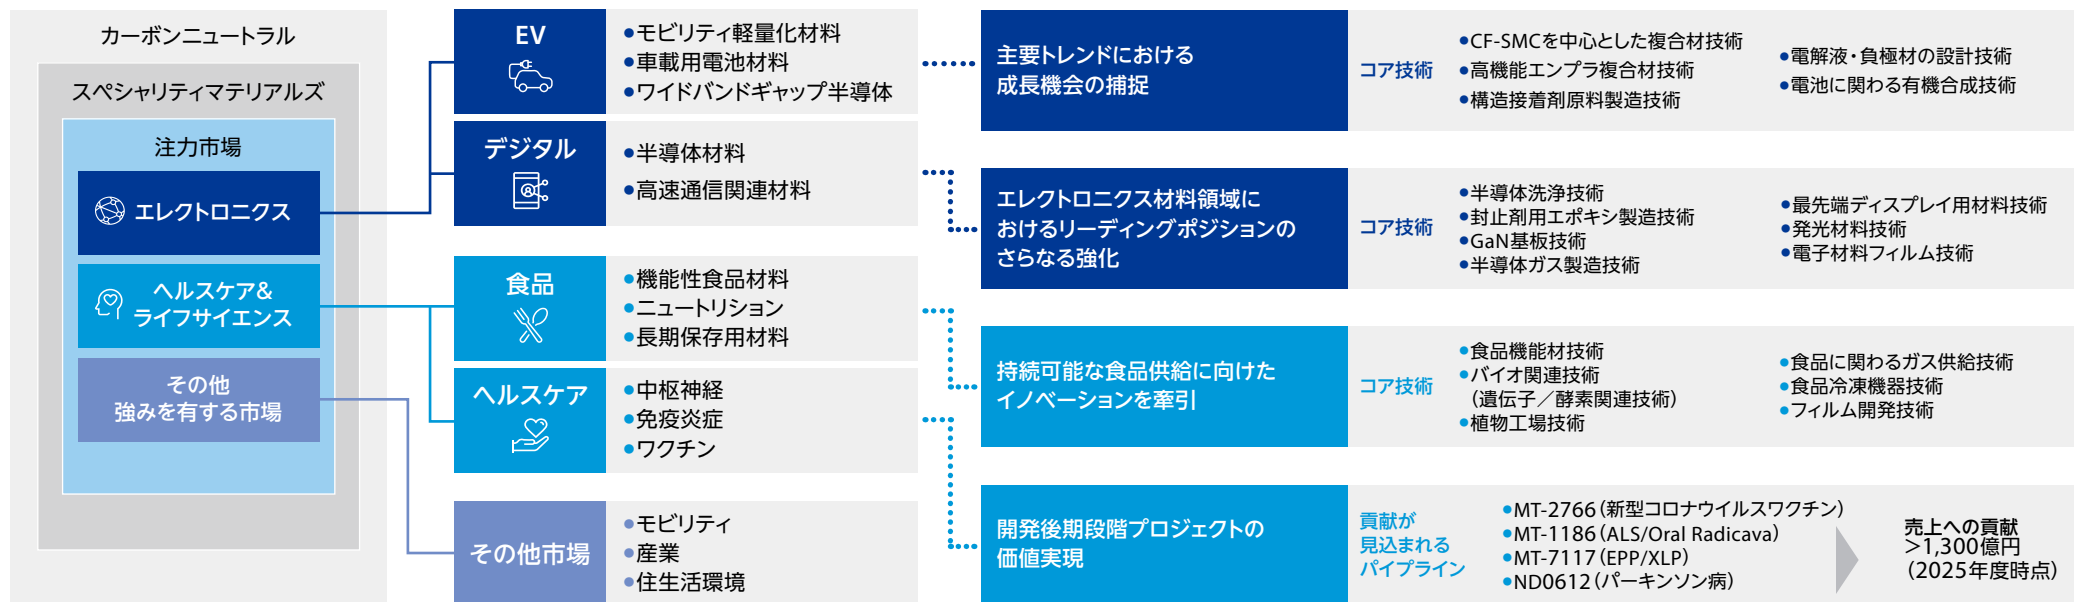 カーボンニュートラル
スペシャリティマテリアルズ
注力市場
エレクトロニクス
ヘルスケア&
ライフサイエンス
その他
強みを有する市場
EV
●モビリティ軽量化材料
●車載用電池材料
●ワイドバンドギャップ半導体
デジタル
●半導体材料
●高速通信関連材料
食品
●機能性食品材料
●ニュートリション
●長期保存用材料
ヘルスケア
●中枢神経
●免疫炎症
●ワクチン
その他市場
●モビリティ
●産業
●住生活環境
主要トレンドにおける
成長機会の捕捉
コア技術
●CF-SMCを中心とした複合材技術
●高機能エンプラ複合材技術
●構造接着剤原料製造技術
●電解液・負極材の設計技術
●電池に関わる有機合成技術
エレクトロニクス材料領域に
おけるリーディングポジションの
さらなる強化
コア技術
●半導体洗浄技術
●封止剤用エポキシ製造技術
●GaN基板技術
●半導体ガス製造技術
●最先端ディスプレイ用材料技術
●発光材料技術
●電子材料フィルム技術
持続可能な食品供給に向けた
イノベーションを牽引
コア技術
●食品機能材技術
●バイオ関連技術
（遺伝子／酵素関連技術）
●植物工場技術
●食品に関わるガス供給技術
●食品冷凍機器技術
●フィルム開発技術
開発後期段階プロジェクトの
価値実現
貢献が
見込まれる
パイプライン
●MT-2766（新型コロナウイルスワクチン）
●MT-1186（ALS/Oral Radicava）
●MT-7117（EPP/XLP）
●ND0612（パーキンソン病）
売上への貢献
>1,300億円
（2025年度時点）